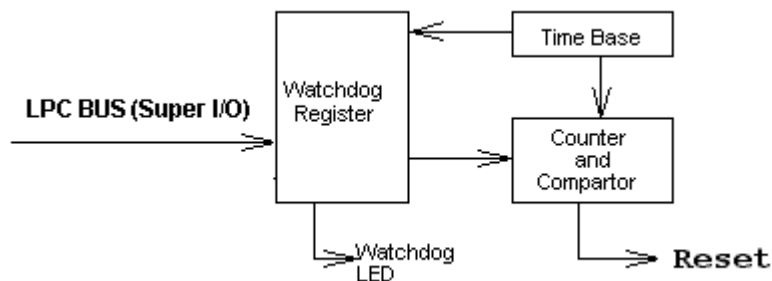 Time Base
LPC BUS (Super I/O)
Watchdog
Register
Counter
and
Compartor
Watchdog
LED
Reset